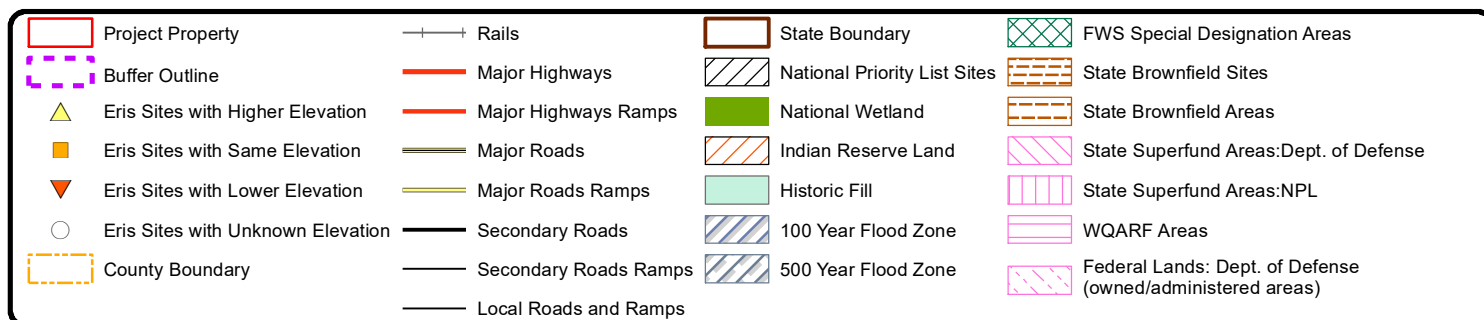 Project Property
Buffer Outline
Eris Sites with Higher Elevation
Eris Sites with Same Elevation
Eris Sites with Lower Elevation
Eris Sites with Unknown Elevation
County Boundary
Rails
Major Highways
Major Highways Ramps
Major Roads
Major Roads Ramps
Secondary Roads
Secondary Roads Ramps
Local Roads and Ramps
State Boundary
National Priority List Sites
National Wetland
Indian Reserve Land
Historic Fill
100 Year Flood Zone
500 Year Flood Zone
FWS Special Designation Areas
State Brownfield Sites
State Brownfield Areas
State Superfund Areas:Dept. of Defense
State Superfund Areas:NPL
WQARF Areas
Federal Lands: Dept. of Defense
(owned/administered areas)